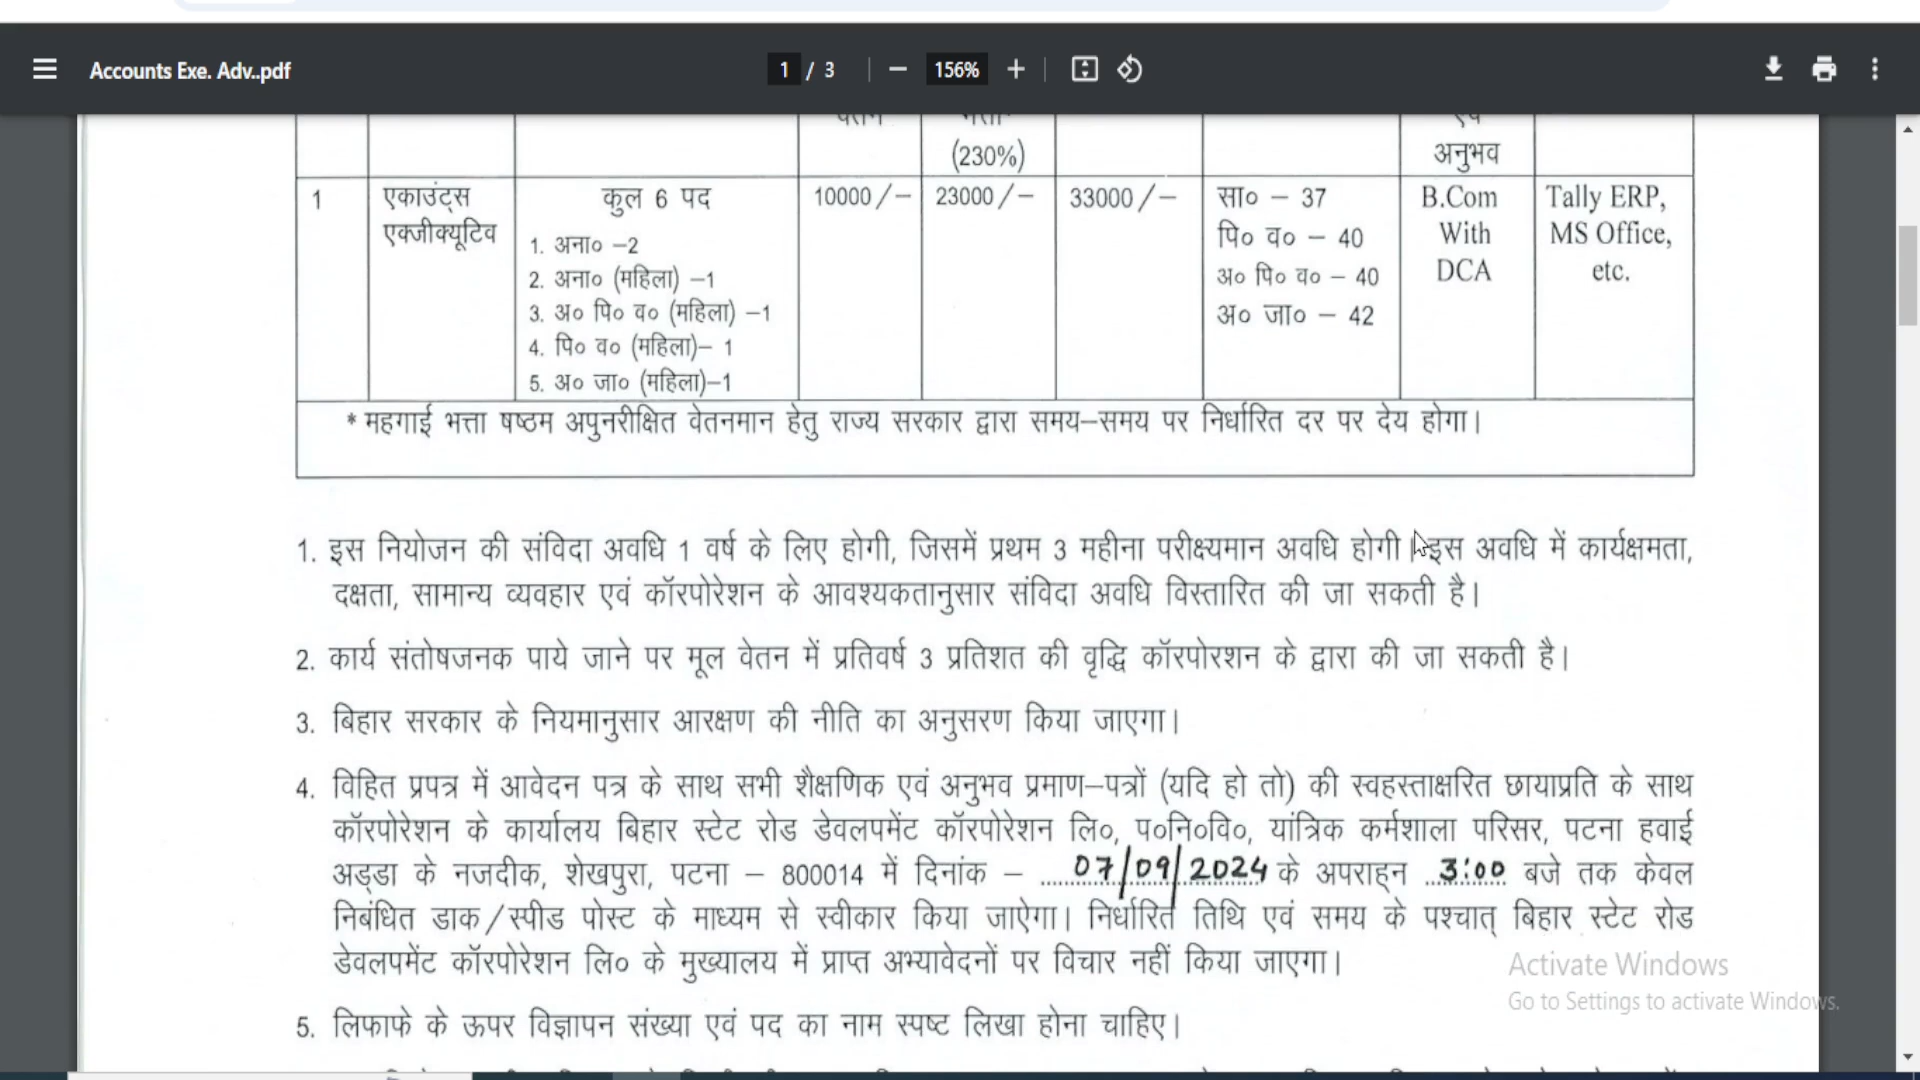 Accounts Exe. Adv..pdf
1 / 3
156%
(230%)
अनुभव
1
एकाउंट्स
एक्जीक्यूटिव
कुल 6 पद
1. अना० –2
2. अना० (महिला) –1
3. अ० पि० व० (महिला) –1
4. पि० व० (महिला)– 1
5. अ० जा० (महिला)–1
10000/–
23000/–
33000/–
सा० – 37
पि० व० – 40
अ० पि० व० – 40
अ० जा० – 42
B.Com
With
DCA
Tally ERP,
MS Office,
etc.
* महगाई भत्ता षष्ठम अपुनरीक्षित वेतनमान हेतु राज्य सरकार द्वारा समय–समय पर निर्धारित दर पर देय होगा।
1. इस नियोजन की संविदा अवधि 1 वर्ष के लिए होगी, जिसमें प्रथम 3 महीना परीक्ष्यमान अवधि होगी। इस अवधि में कार्यक्षमता,
दक्षता, सामान्य व्यवहार एवं कॉरपोरेशन के आवश्यकतानुसार संविदा अवधि विस्तारित की जा सकती है।
2. कार्य संतोषजनक पाये जाने पर मूल वेतन में प्रतिवर्ष 3 प्रतिशत की वृद्धि कॉरपोरशन के द्वारा की जा सकती है।
3. बिहार सरकार के नियमानुसार आरक्षण की नीति का अनुसरण किया जाएगा।
4. विहित प्रपत्र में आवेदन पत्र के साथ सभी शैक्षणिक एवं अनुभव प्रमाण–पत्रों (यदि हो तो) की स्वहस्ताक्षरित छायाप्रति के साथ
कॉरपोरेशन के कार्यालय बिहार स्टेट रोड डेवलपमेंट कॉरपोरेशन लि०, प०नि०वि०, यांत्रिक कर्मशाला परिसर, पटना हवाई
अड्डा के नजदीक, शेखपुरा, पटना – 800014 में दिनांक – 07/09/2024 के अपराह्न 3:00 बजे तक केवल
निबंधित डाक/स्पीड पोस्ट के माध्यम से स्वीकार किया जाऐगा। निर्धारित तिथि एवं समय के पश्चात् बिहार स्टेट रोड
डेवलपमेंट कॉरपोरेशन लि० के मुख्यालय में प्राप्त अभ्यावेदनों पर विचार नहीं किया जाएगा।
5. लिफाफे के ऊपर विज्ञापन संख्या एवं पद का नाम स्पष्ट लिखा होना चाहिए।
Activate Windows
Go to Settings to activate Windows.